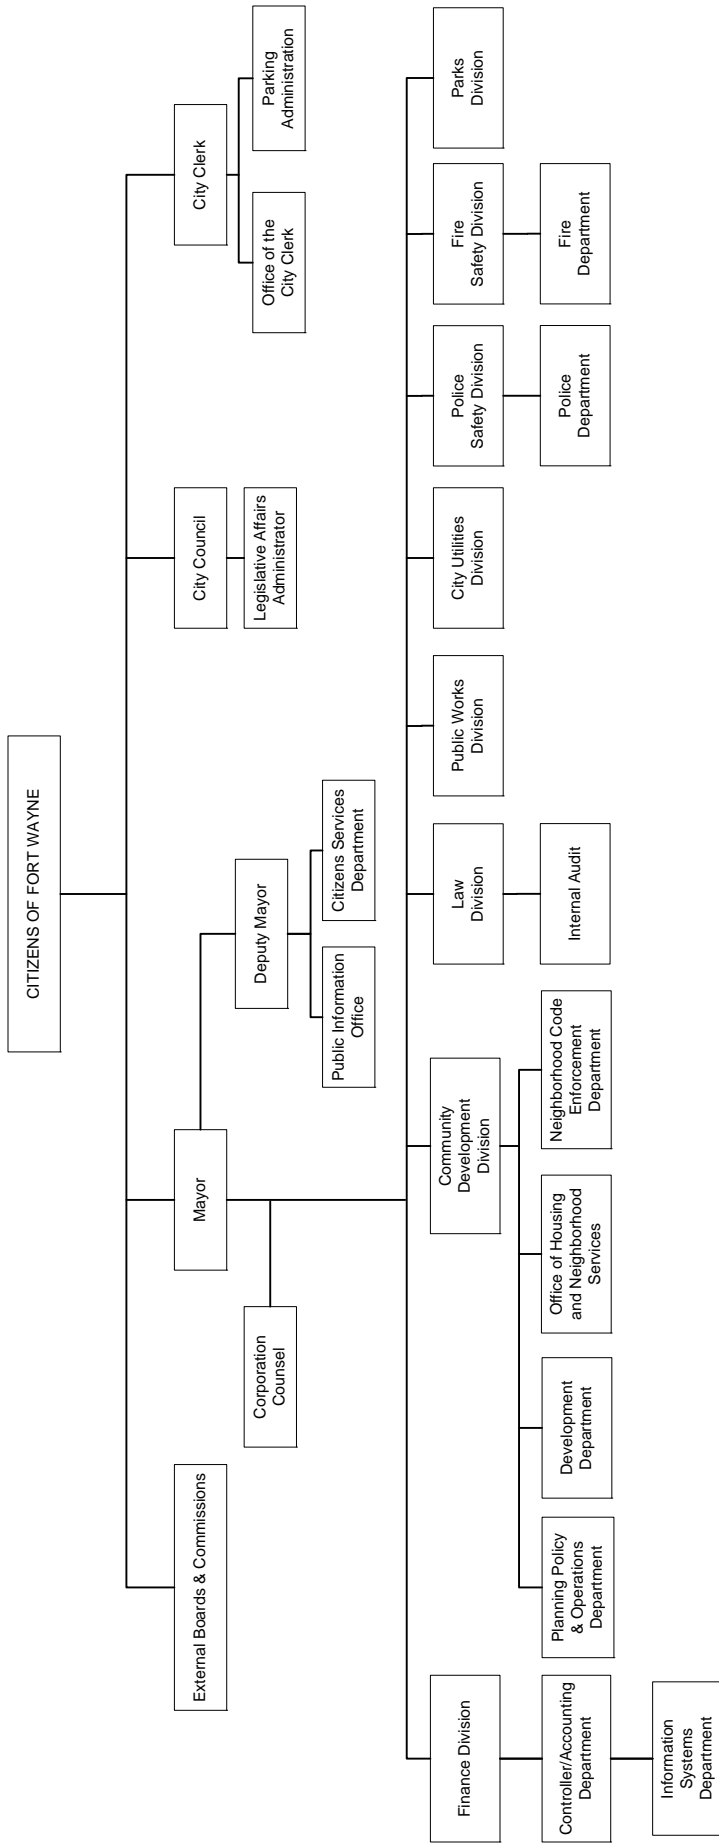 CITIZENS OF FORT WAYNE
External Boards & Commissions
Mayor
City Council
City Clerk
Corporation
Counsel
Deputy Mayor
Legislative Affairs
Administrator
Office of the
City Clerk
Parking
Administration
Public Information
Office
Citizens Services
Department
Finance Division
Community
Development
Division
Law
Division
Public Works
Division
City Utilities
Division
Police
Safety Division
Fire
Safety Division
Parks
Division
Controller/Accounting
Department
Planning Policy
& Operations
Department
Development
Department
Office of Housing
and Neighborhood
Services
Neighborhood Code
Enforcement
Department
Internal Audit
Police
Department
Fire
Department
Information
Systems
Department